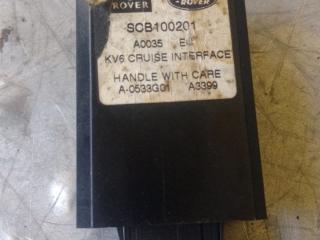 ROVER
ROVER
SCB100201
A0035
KV6 CRUISE INTERFACE
HANDLE WITH CARE
A-0533G01 A3399